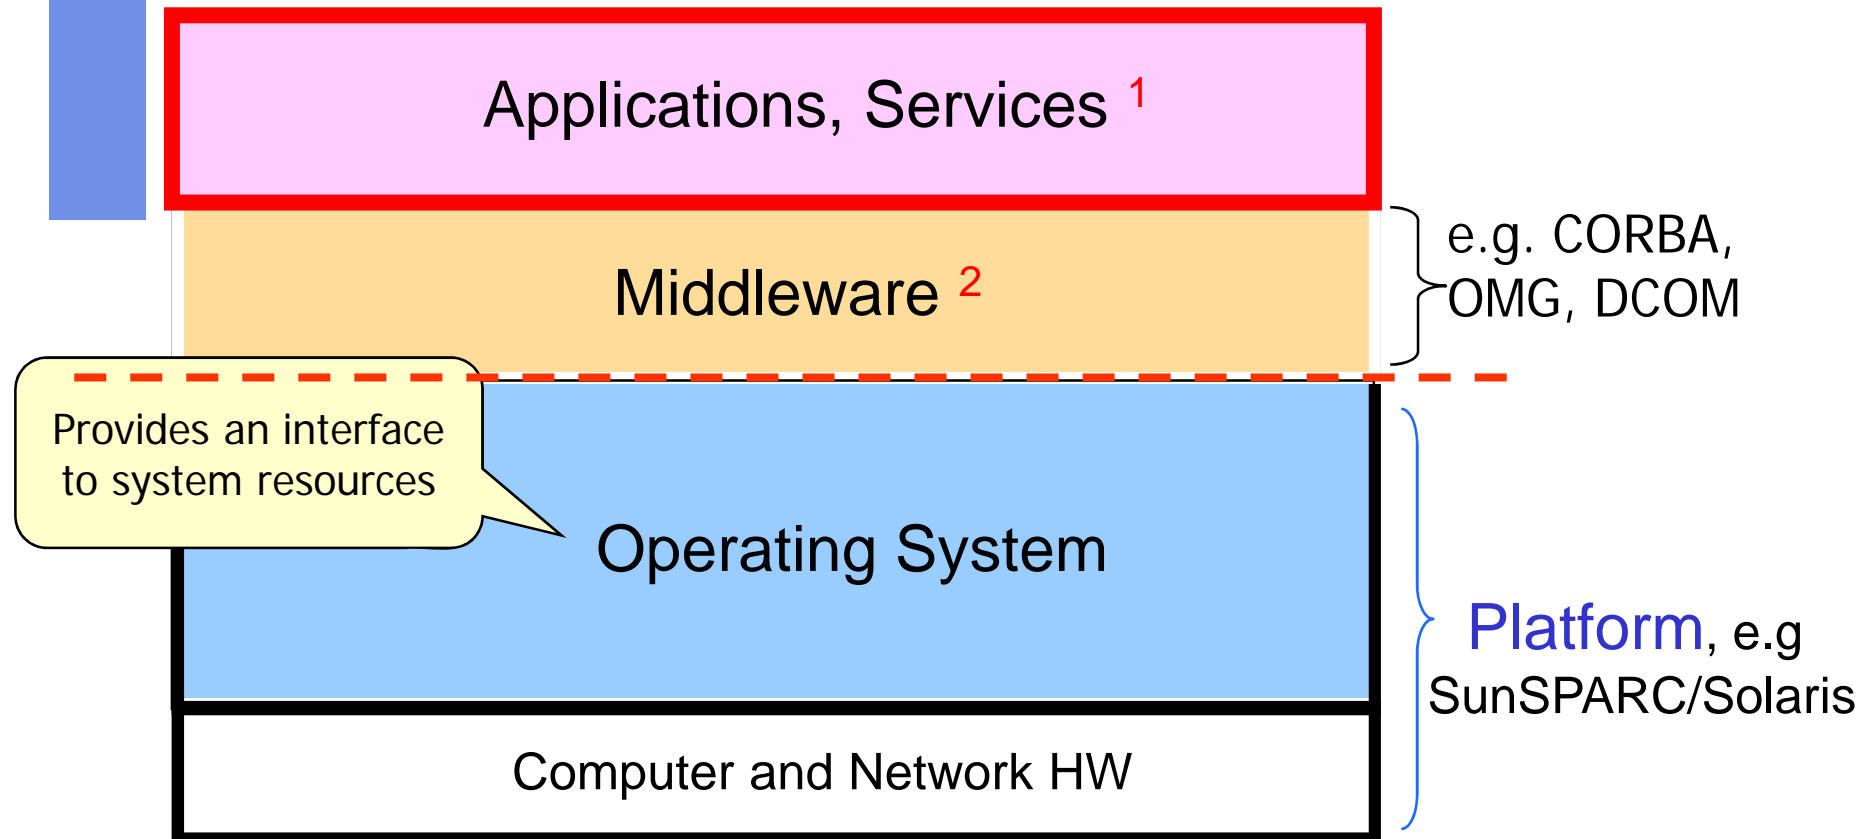 Applications, Services 1
Middleware 2
e.g. CORBA,
OMG, DCOM
Provides an interface
to system resources
Operating System
Platform, e.g
SunSPARC/Solaris
Computer and Network HW